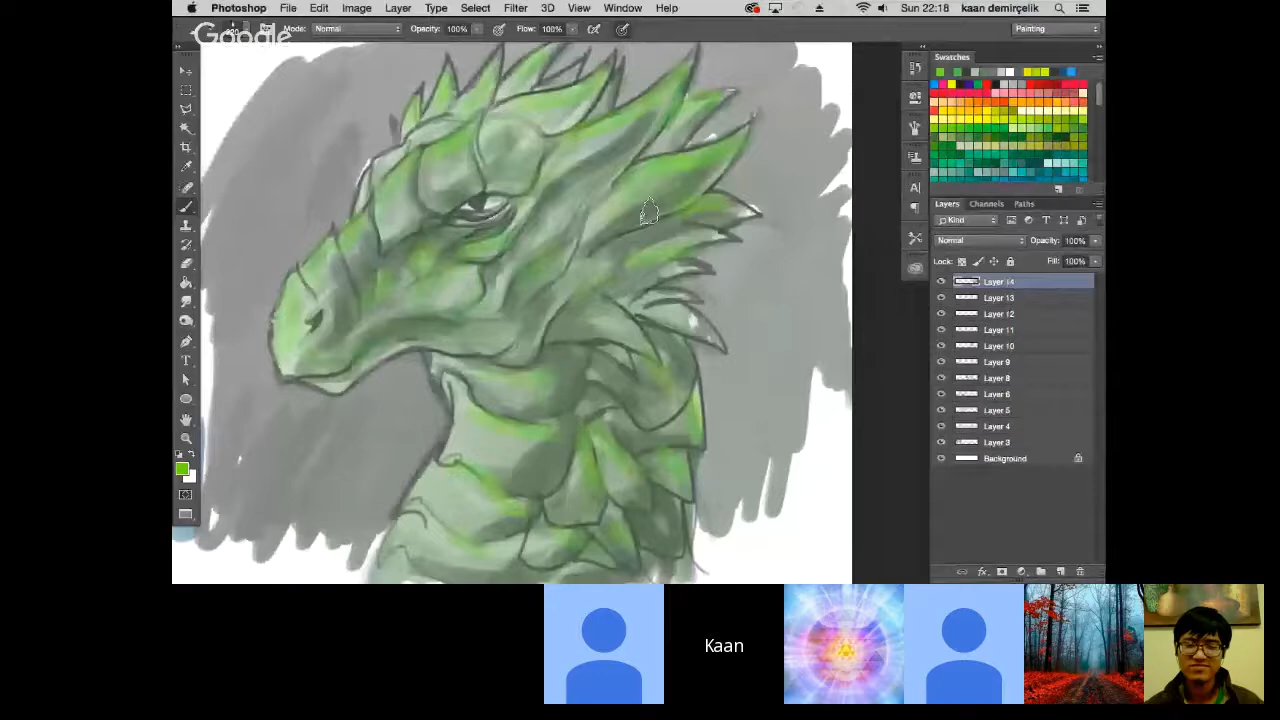 Photoshop File Edit Image Layer Type Select Filter 3D View Window Help Sun 22:18 kaan demirçelik
Google Mode: Normal Opacity: 100% Flow: 100% Painting
Swatches
Layers Channels Paths
Kind
Normal Opacity: 100%
Lock: Fill: 100%
Layer 14
Layer 13
Layer 12
Layer 11
Layer 10
Layer 9
Layer 8
Layer 6
Layer 5
Layer 4
Layer 3
Background
Kaan